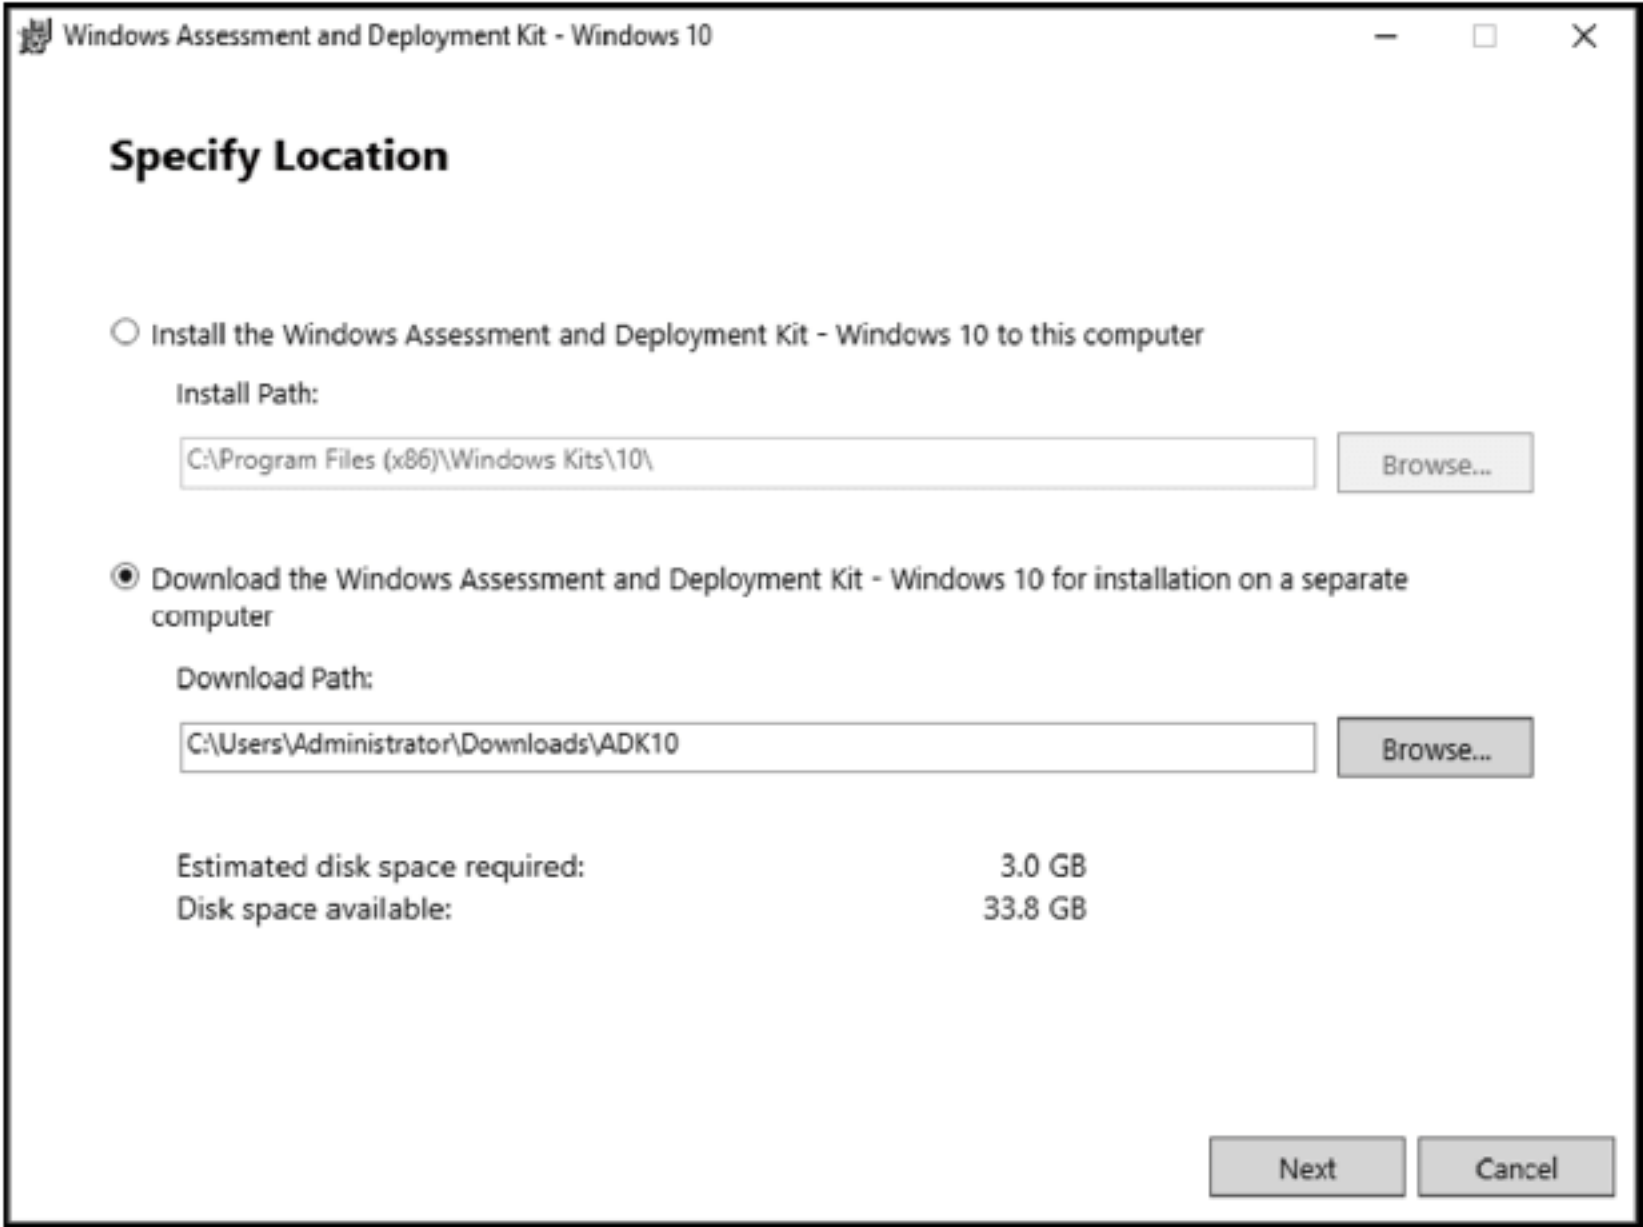 Windows Assessment and Deployment Kit - Windows 10
Specify Location
Install the Windows Assessment and Deployment Kit - Windows 10 to this computer
Install Path:
C:\Program Files (x86)\Windows Kits\10\
Browse...
Download the Windows Assessment and Deployment Kit - Windows 10 for installation on a separate
computer
Download Path:
C:\Users\Administrator\Downloads\ADK10
Browse...
Estimated disk space required: 3.0 GB
Disk space available: 33.8 GB
Next Cancel